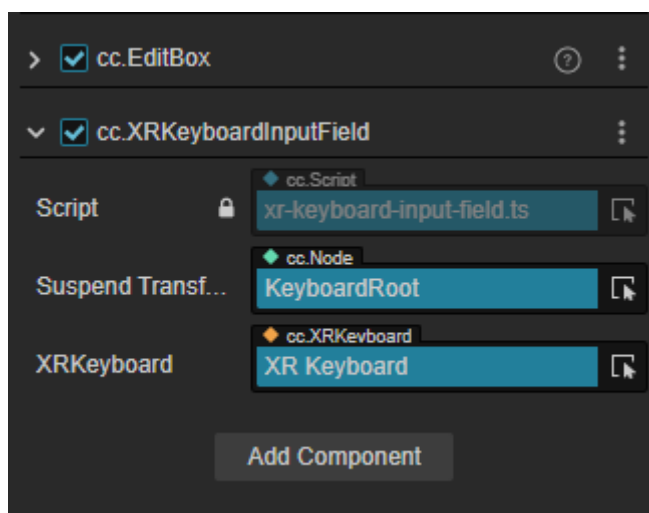 cc.EditBox
cc.XRKeyboardInputField
cc.Script
Script xr-keyboard-input-field.ts
cc.Node
Suspend Transf... KeyboardRoot
cc.XRKeyboard
XRKeyboard XR Keyboard
Add Component